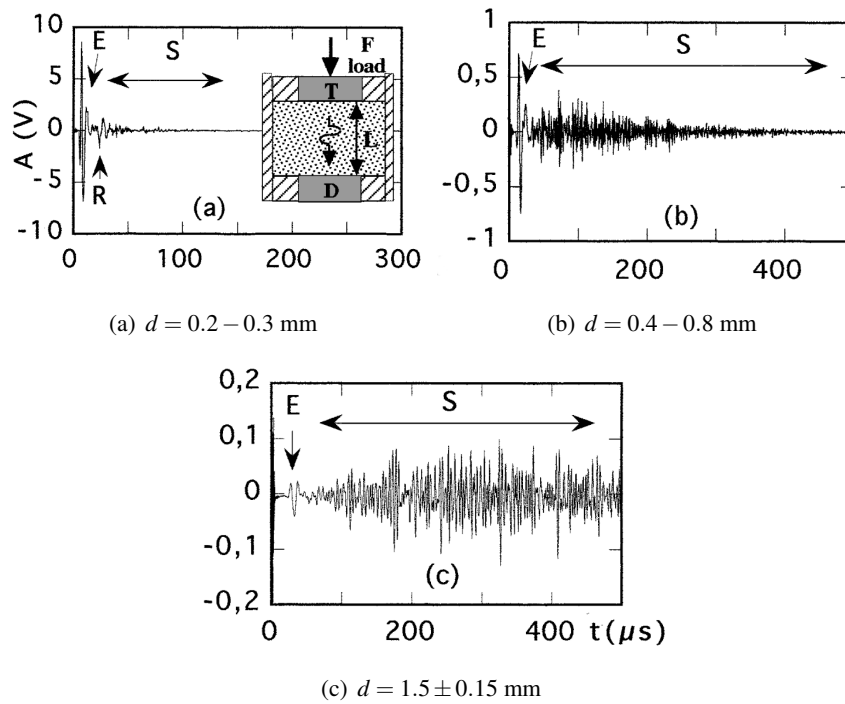 10
5
0
-5
-10
A (V)
E
S
R
(a)
F
load
T
L
D
0
100
200
300
(a) d = 0.2 − 0.3 mm
1
0,5
0
-0,5
-1
E
S
(b)
0
200
400
(b) d = 0.4 − 0.8 mm
0,2
0,1
0
-0,1
-0,2
E
S
(c)
0
200
400
t(µs)
(c) d = 1.5 ± 0.15 mm